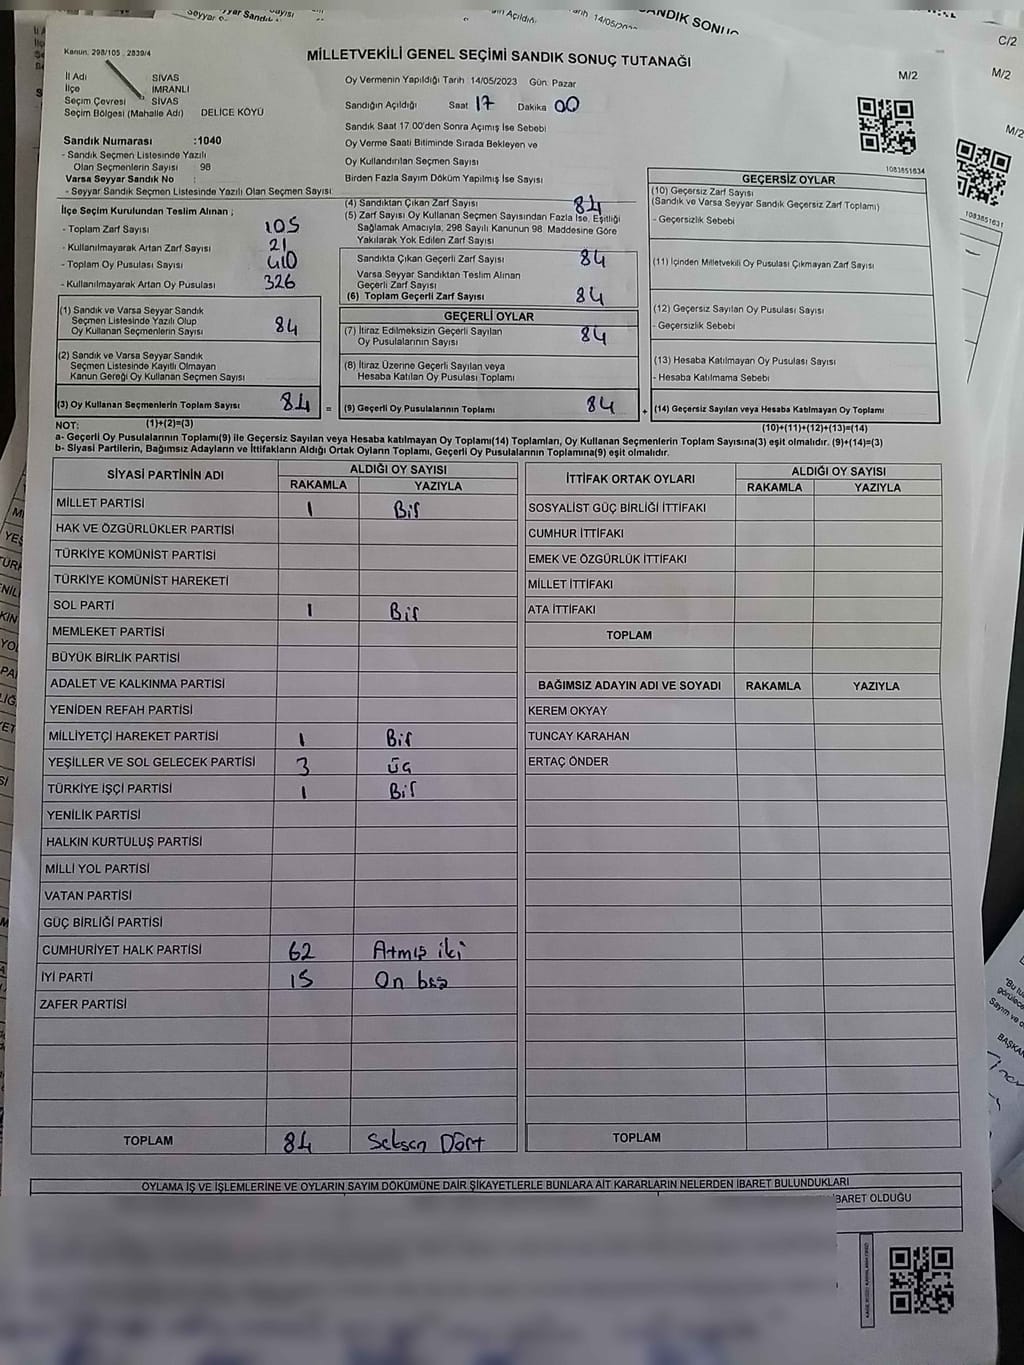 Kanun: 298/105 , 2839/4
MİLLETVEKİLİ GENEL SEÇİMİ SANDIK SONUÇ TUTANAĞI
C/2
M/2
M/2
M/2
İl Adı : SİVAS
İlçe : İMRANLI
Seçim Çevresi : SİVAS
Seçim Bölgesi (Mahalle Adı) DELİCE KÖYÜ
Oy Vermenin Yapıldığı Tarih 14/05/2023 Gün. Pazar
Sandığın Açıldığı Saat 17 Dakika 00
Sandık Saat 17 00'den Sonra Açımış İse Sebebi
Oy Verme Saati Bitiminde Sırada Bekleyen ve
Oy Kullandırılan Seçmen Sayısı
Birden Fazla Sayım Döküm Yapılmış İse Sayısı
1083851634
1083851631
Sandık Numarası :1040
- Sandık Seçmen Listesinde Yazılı
Olan Seçmenlerin Sayısı 98
Varsa Seyyar Sandık No :
- Seyyar Sandık Seçmen Listesinde Yazılı Olan Seçmen Sayısı:
İlçe Seçim Kurulundan Teslim Alınan ;
- Toplam Zarf Sayısı 105
- Kullanılmayarak Artan Zarf Sayısı 21
- Toplam Oy Pusulası Sayısı 410
- Kullanılmayarak Artan Oy Pusulası 326
(1) Sandık ve Varsa Seyyar Sandık
Seçmen Listesinde Yazılı Olup
Oy Kullanan Seçmenlerin Sayısı 84
(2) Sandık ve Varsa Seyyar Sandık
Seçmen Listesinde Kayıtlı Olmayan
Kanun Gereği Oy Kullanan Seçmen Sayısı
(3) Oy Kullanan Seçmenlerin Toplam Sayısı 84 =
(1)+(2)=(3)
(4) Sandıktan Çıkan Zarf Sayısı 84
(5) Zarf Sayısı Oy Kullanan Seçmen Sayısından Fazla İse, Eşitliği
Sağlamak Amacıyla, 298 Sayılı Kanunun 98. Maddesine Göre
Yakılarak Yok Edilen Zarf Sayısı
Sandıkta Çıkan Geçerli Zarf Sayısı 84
Varsa Seyyar Sandıktan Teslim Alınan
Geçerli Zarf Sayısı
(6) Toplam Geçerli Zarf Sayısı 84
GEÇERLİ OYLAR
(7) İtiraz Edilmeksizin Geçerli Sayılan
Oy Pusulalarının Sayısı 84
(8) İtiraz Üzerine Geçerli Sayılan veya
Hesaba Katılan Oy Pusulası Toplamı
(9) Geçerli Oy Pusulalarının Toplamı 84 +
GEÇERSİZ OYLAR
(10) Geçersiz Zarf Sayısı
(Sandık ve Varsa Seyyar Sandık Geçersiz Zarf Toplamı)
- Geçersizlik Sebebi
(11) İçinden Milletvekili Oy Pusulası Çıkmayan Zarf Sayısı
(12) Geçersiz Sayılan Oy Pusulası Sayısı
- Geçersizlik Sebebi
(13) Hesaba Katılmayan Oy Pusulası Sayısı
- Hesaba Katılmama Sebebi
(14) Geçersiz Sayılan veya Hesaba Katılmayan Oy Toplamı
(10)+(11)+(12)+(13)=(14)
NOT:
a- Geçerli Oy Pusulalarının Toplamı(9) ile Geçersiz Sayılan veya Hesaba katılmayan Oy Toplamı(14) Toplamları, Oy Kullanan Seçmenlerin Toplam Sayısına(3) eşit olmalıdır. (9)+(14)=(3)
b- Siyasi Partilerin, Bağımsız Adayların ve İttifakların Aldığı Ortak Oyların Toplamı, Geçerli Oy Pusulalarının Toplamına(9) eşit olmalıdır.
SİYASİ PARTİNİN ADI ALDIĞI OY SAYISI
RAKAMLA YAZIYLA
MİLLET PARTİSİ 1 Bir
HAK VE ÖZGÜRLÜKLER PARTİSİ
TÜRKİYE KOMÜNİST PARTİSİ
TÜRKİYE KOMÜNİST HAREKETİ
SOL PARTİ 1 Bir
MEMLEKET PARTİSİ
BÜYÜK BİRLİK PARTİSİ
ADALET VE KALKINMA PARTİSİ
YENİDEN REFAH PARTİSİ
MİLLİYETÇİ HAREKET PARTİSİ 1 Bir
YEŞİLLER VE SOL GELECEK PARTİSİ 3 üç
TÜRKİYE İŞÇİ PARTİSİ 1 Bir
YENİLİK PARTİSİ
HALKIN KURTULUŞ PARTİSİ
MİLLİ YOL PARTİSİ
VATAN PARTİSİ
GÜÇ BİRLİĞİ PARTİSİ
CUMHURİYET HALK PARTİSİ 62 Atmış iki
İYİ PARTİ 15 On beş
ZAFER PARTİSİ
TOPLAM 84 Seksen Dört
İTTİFAK ORTAK OYLARI ALDIĞI OY SAYISI
RAKAMLA YAZIYLA
SOSYALİST GÜÇ BİRLİĞİ İTTİFAKI
CUMHUR İTTİFAKI
EMEK VE ÖZGÜRLÜK İTTİFAKI
MİLLET İTTİFAKI
ATA İTTİFAKI
TOPLAM
BAĞIMSIZ ADAYIN ADI VE SOYADI RAKAMLA YAZIYLA
KEREM OKYAY
TUNCAY KARAHAN
ERTAÇ ÖNDER
TOPLAM
OYLAMA İŞ VE İŞLEMLERİNE VE OYLARIN SAYIM DÖKÜMÜNE DAİR ŞİKAYETLERLE BUNLARA AİT KARARLARIN NELERDEN İBARET BULUNDUKLARI
İBARET OLDUĞU